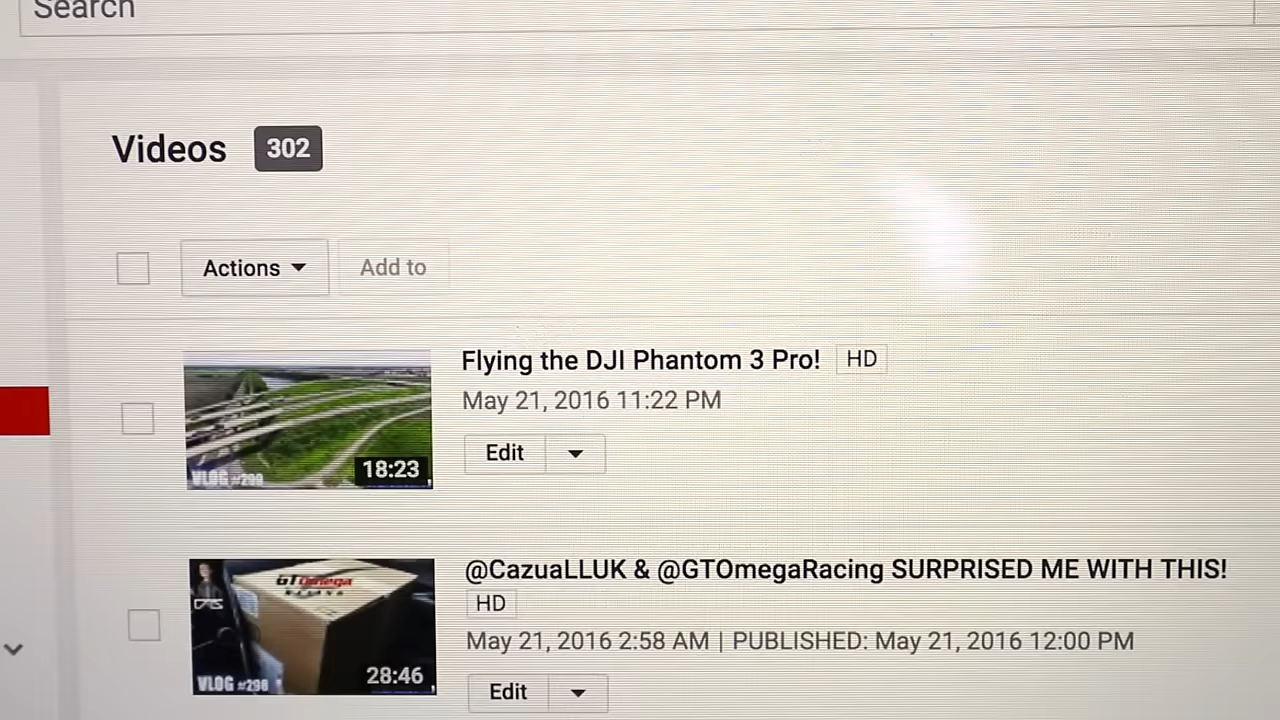 Search
Videos 302
Actions Add to
Flying the DJI Phantom 3 Pro! HD
May 21, 2016 11:22 PM
Edit
VLOG #299 18:23
@CazuaLLUK & @GTOmegaRacing SURPRISED ME WITH THIS!
HD
May 21, 2016 2:58 AM | PUBLISHED: May 21, 2016 12:00 PM
Edit
GT Omega
VLOG #298 28:46